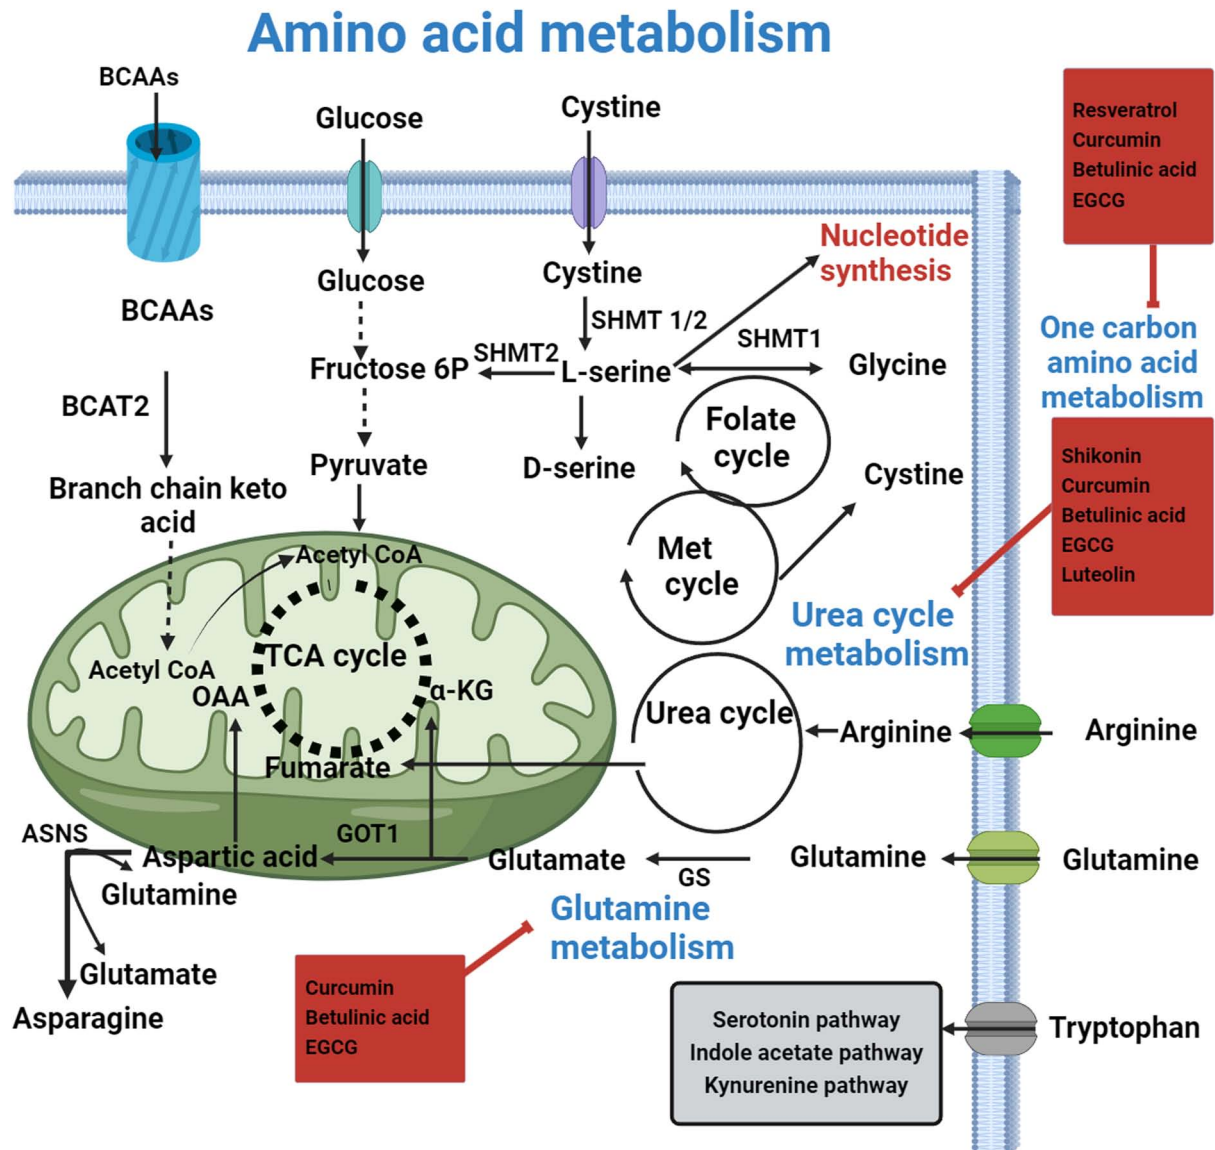 Amino acid metabolism
BCAAs
Glucose
Cystine
Resveratrol
Curcumin
Betulinic acid
EGCG
Nucleotide
synthesis
BCAAs
Glucose
Cystine
SHMT 1/2
One carbon
amino acid
metabolism
Fructose 6P
SHMT2
L-serine
SHMT1
Glycine
BCAT2
Folate
cycle
Branch chain keto
acid
Pyruvate
D-serine
Cystine
Shikonin
Curcumin
Betulinic acid
EGCG
Luteolin
Acetyl CoA
Met
cycle
Urea cycle
metabolism
TCA cycle
Acetyl CoA
OAA
α-KG
Urea cycle
Arginine
Arginine
Fumarate
ASNS
GOT1
Aspartic acid
Glutamate
GS
Glutamine
Glutamine
Glutamine
Glutamine
metabolism
Glutamate
Asparagine
Curcumin
Betulinic acid
EGCG
Serotonin pathway
Indole acetate pathway
Kynurenine pathway
Tryptophan